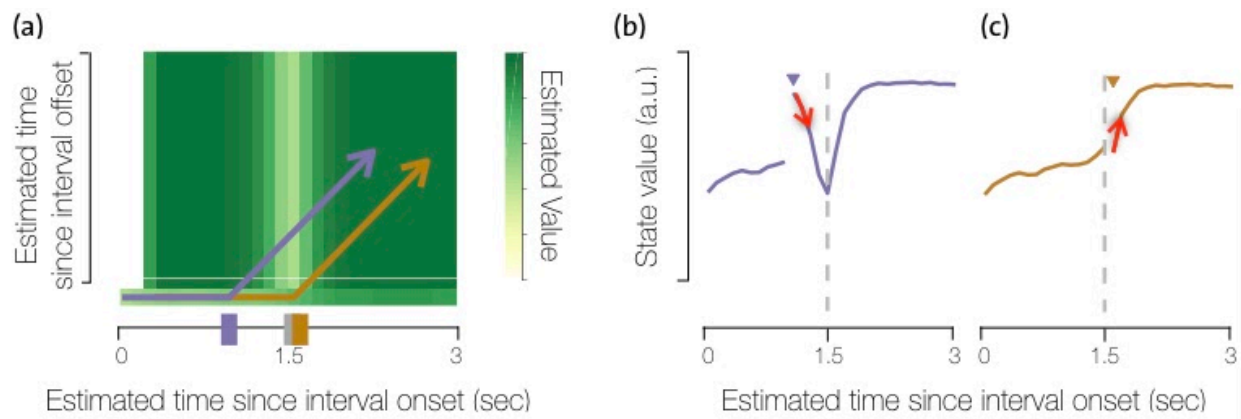 (a)
Estimated time
since interval offset
Estimated Value
0
1.5
3
Estimated time since interval onset (sec)
(b)
State value (a.u.)
0
1.5
3
(c)
0
1.5
3
Estimated time since interval onset (sec)